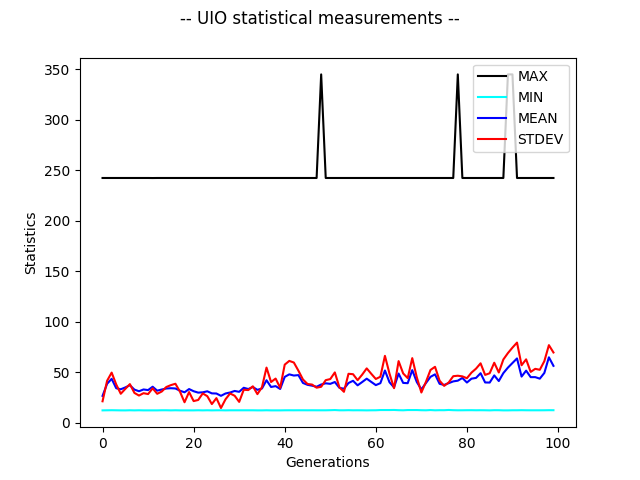 -- UIO statistical measurements --
350
300
250
200
150
100
50
0
Statistics
MAX
MIN
MEAN
STDEV
0 20 40 60 80 100
Generations